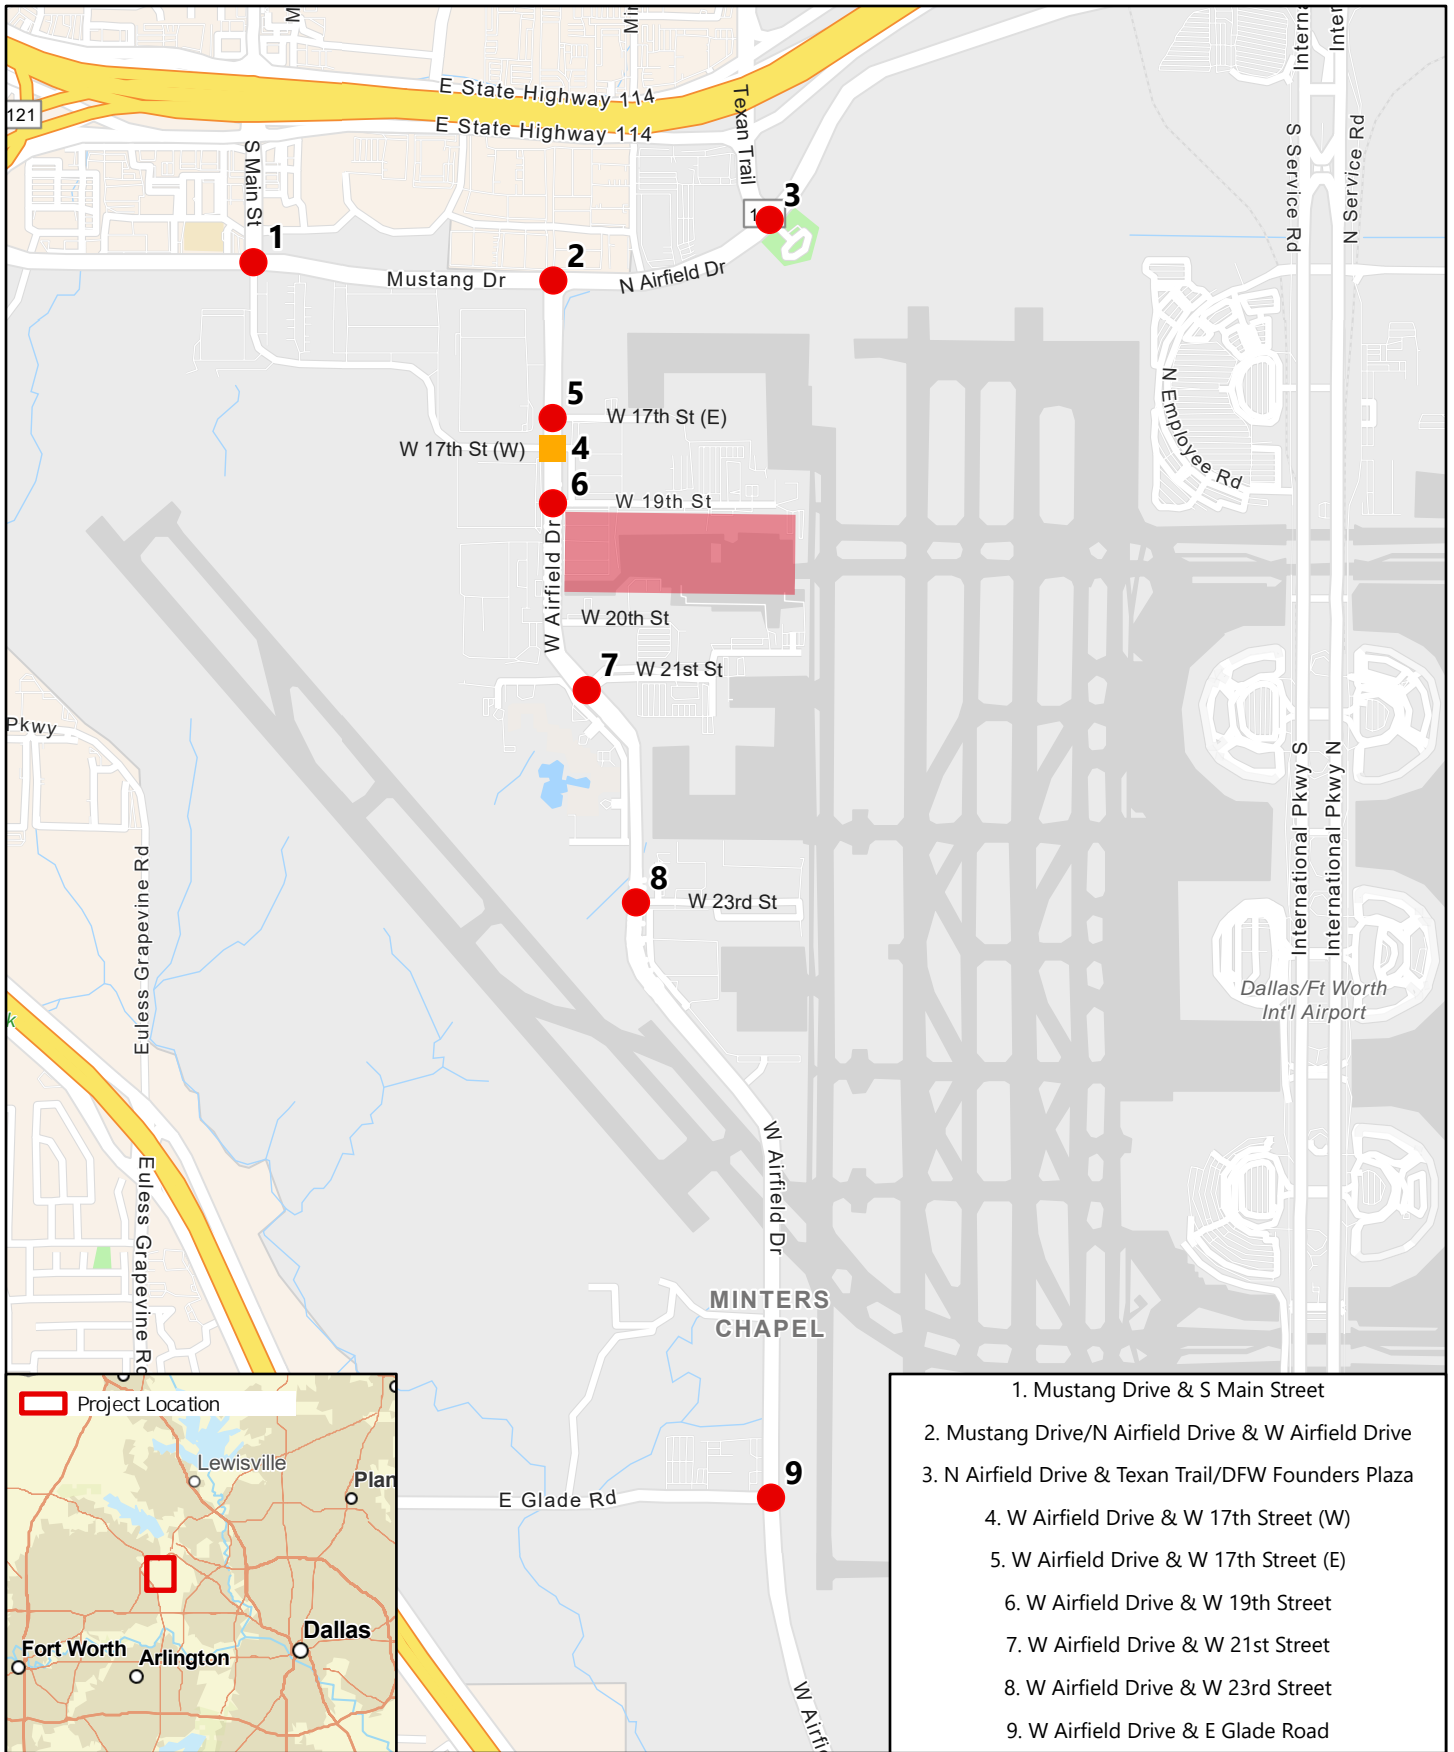 E State Highway 114
E State Highway 114
121
S Main St
Texan Trail
3
1
2
Mustang Dr
N Airfield Dr
S Service Rd
N Service Rd
N Employee Rd
5
W 17th St (E)
W 17th St (W)
4
6
W 19th St
W Airfield Dr
W 20th St
7
W 21st St
Pkwy
International Pkwy S
International Pkwy N
Euless Grapevine Rd
8
W 23rd St
Dallas/Ft Worth
Int'l Airport
k
W Airfield Dr
Euless Grapevine Rd
MINTERS
CHAPEL
9
E Glade Rd
W Airfi
Project Location
Lewisville
Plan
Dallas
Fort Worth
Arlington
1. Mustang Drive & S Main Street
2. Mustang Drive/N Airfield Drive & W Airfield Drive
3. N Airfield Drive & Texan Trail/DFW Founders Plaza
4. W Airfield Drive & W 17th Street (W)
5. W Airfield Drive & W 17th Street (E)
6. W Airfield Drive & W 19th Street
7. W Airfield Drive & W 21st Street
8. W Airfield Drive & W 23rd Street
9. W Airfield Drive & E Glade Road